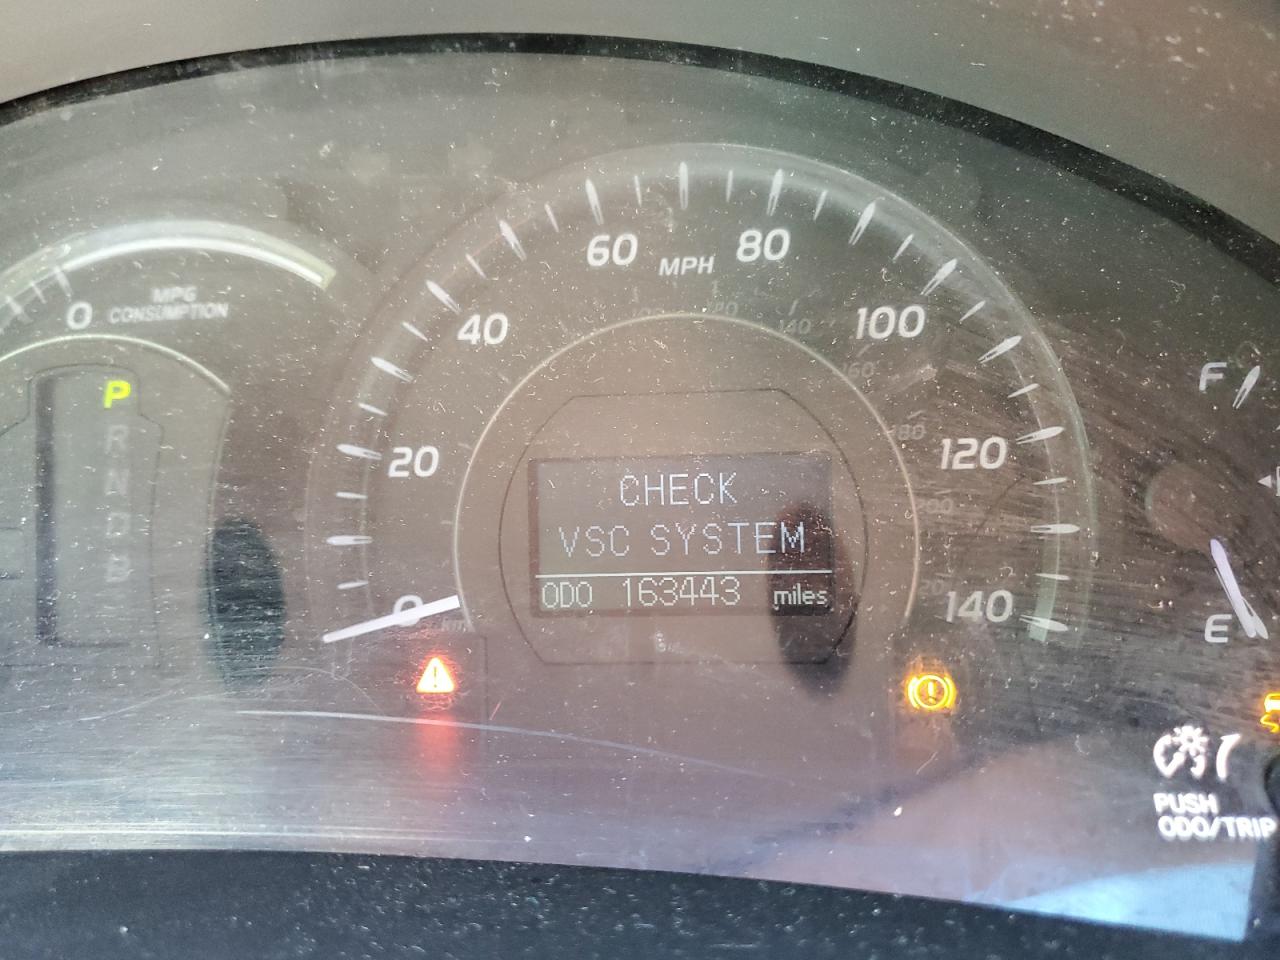 60 MPH 80
0 MPG CONSUMPTION
40 100
F
P
R
N
D
B
20 120
CHECK
VSC SYSTEM
ODO 163443 miles
0 km 140
E
PUSH
ODO/TRIP